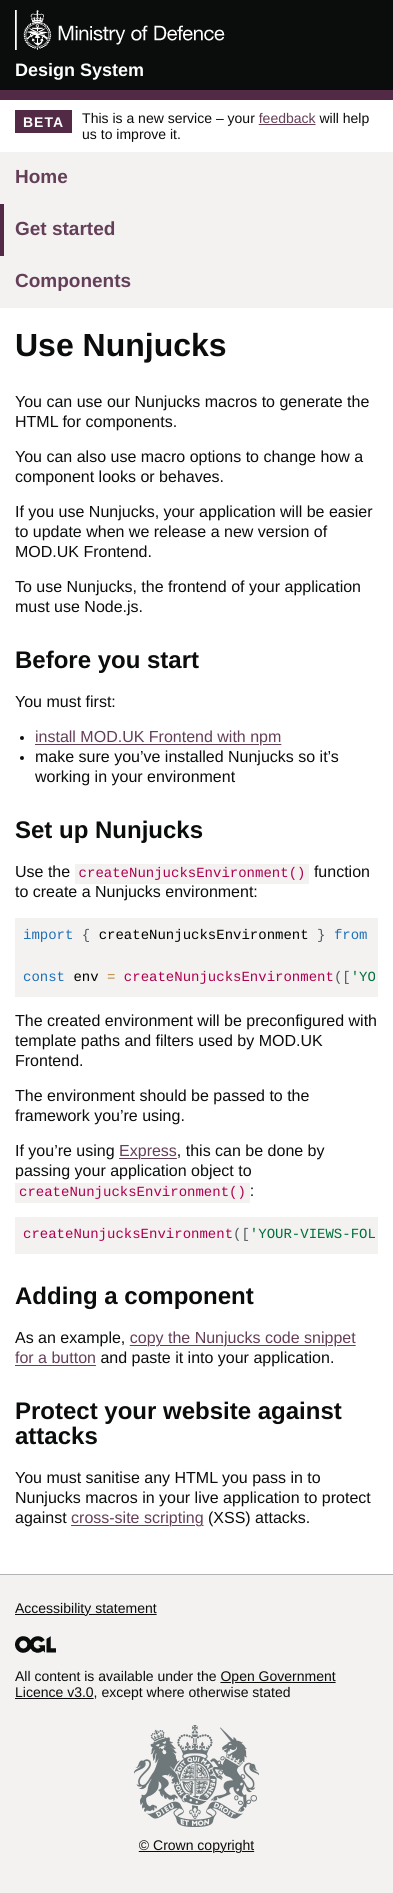 Ministry of Defence
Design System
BETA
This is a new service – your feedback will help
us to improve it.
Home
Get started
Components
Use Nunjucks
You can use our Nunjucks macros to generate the
HTML for components.
You can also use macro options to change how a
component looks or behaves.
If you use Nunjucks, your application will be easier
to update when we release a new version of
MOD.UK Frontend.
To use Nunjucks, the frontend of your application
must use Node.js.
Before you start
You must first:
• install MOD.UK Frontend with npm
• make sure you’ve installed Nunjucks so it’s
working in your environment
Set up Nunjucks
Use the createNunjucksEnvironment() function
to create a Nunjucks environment:
import { createNunjucksEnvironment } from
const env = createNunjucksEnvironment(['YO
The created environment will be preconfigured with
template paths and filters used by MOD.UK
Frontend.
The environment should be passed to the
framework you’re using.
If you’re using Express, this can be done by
passing your application object to
createNunjucksEnvironment():
createNunjucksEnvironment(['YOUR-VIEWS-FOL
Adding a component
As an example, copy the Nunjucks code snippet
for a button and paste it into your application.
Protect your website against
attacks
You must sanitise any HTML you pass in to
Nunjucks macros in your live application to protect
against cross-site scripting (XSS) attacks.
Accessibility statement
OGL
All content is available under the Open Government
Licence v3.0, except where otherwise stated
DIEU ET MON DROIT
© Crown copyright